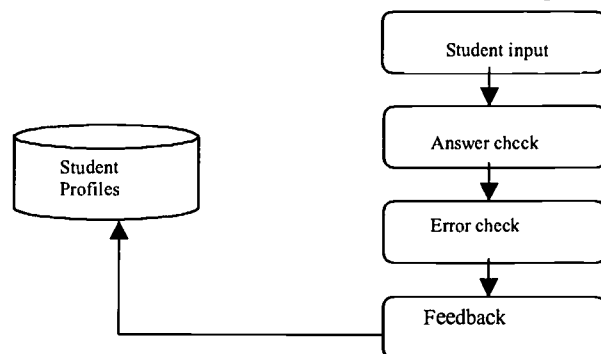 Student input
Answer check
Student
Profiles
Error check
Feedback